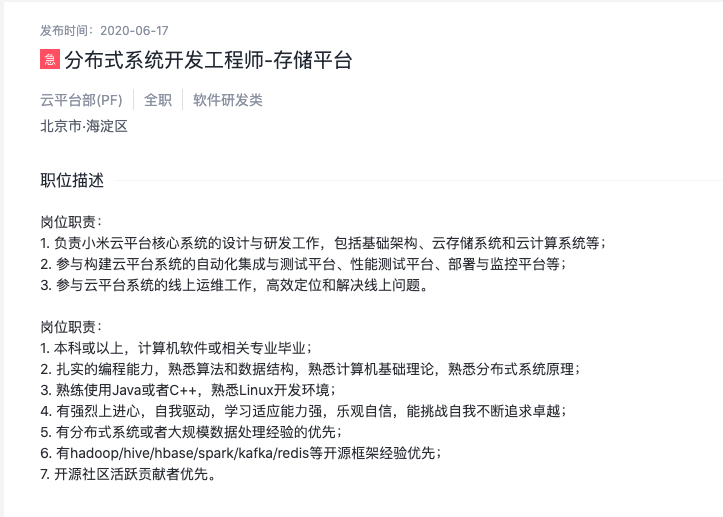 发布时间：2020-06-17
急 分布式系统开发工程师-存储平台
云平台部(PF) 全职 软件研发类
北京市·海淀区
职位描述
岗位职责：
1. 负责小米云平台核心系统的设计与研发工作，包括基础架构、云存储系统和云计算系统等；
2. 参与构建云平台系统的自动化集成与测试平台、性能测试平台、部署与监控平台等；
3. 参与云平台系统的线上运维工作，高效定位和解决线上问题。
岗位职责：
1. 本科或以上，计算机软件或相关专业毕业；
2. 扎实的编程能力，熟悉算法和数据结构，熟悉计算机基础理论，熟悉分布式系统原理；
3. 熟练使用Java或者C++，熟悉Linux开发环境；
4. 有强烈上进心，自我驱动，学习适应能力强，乐观自信，能挑战自我不断追求卓越；
5. 有分布式系统或者大规模数据处理经验的优先；
6. 有hadoop/hive/hbase/spark/kafka/redis等开源框架经验优先；
7. 开源社区活跃贡献者优先。